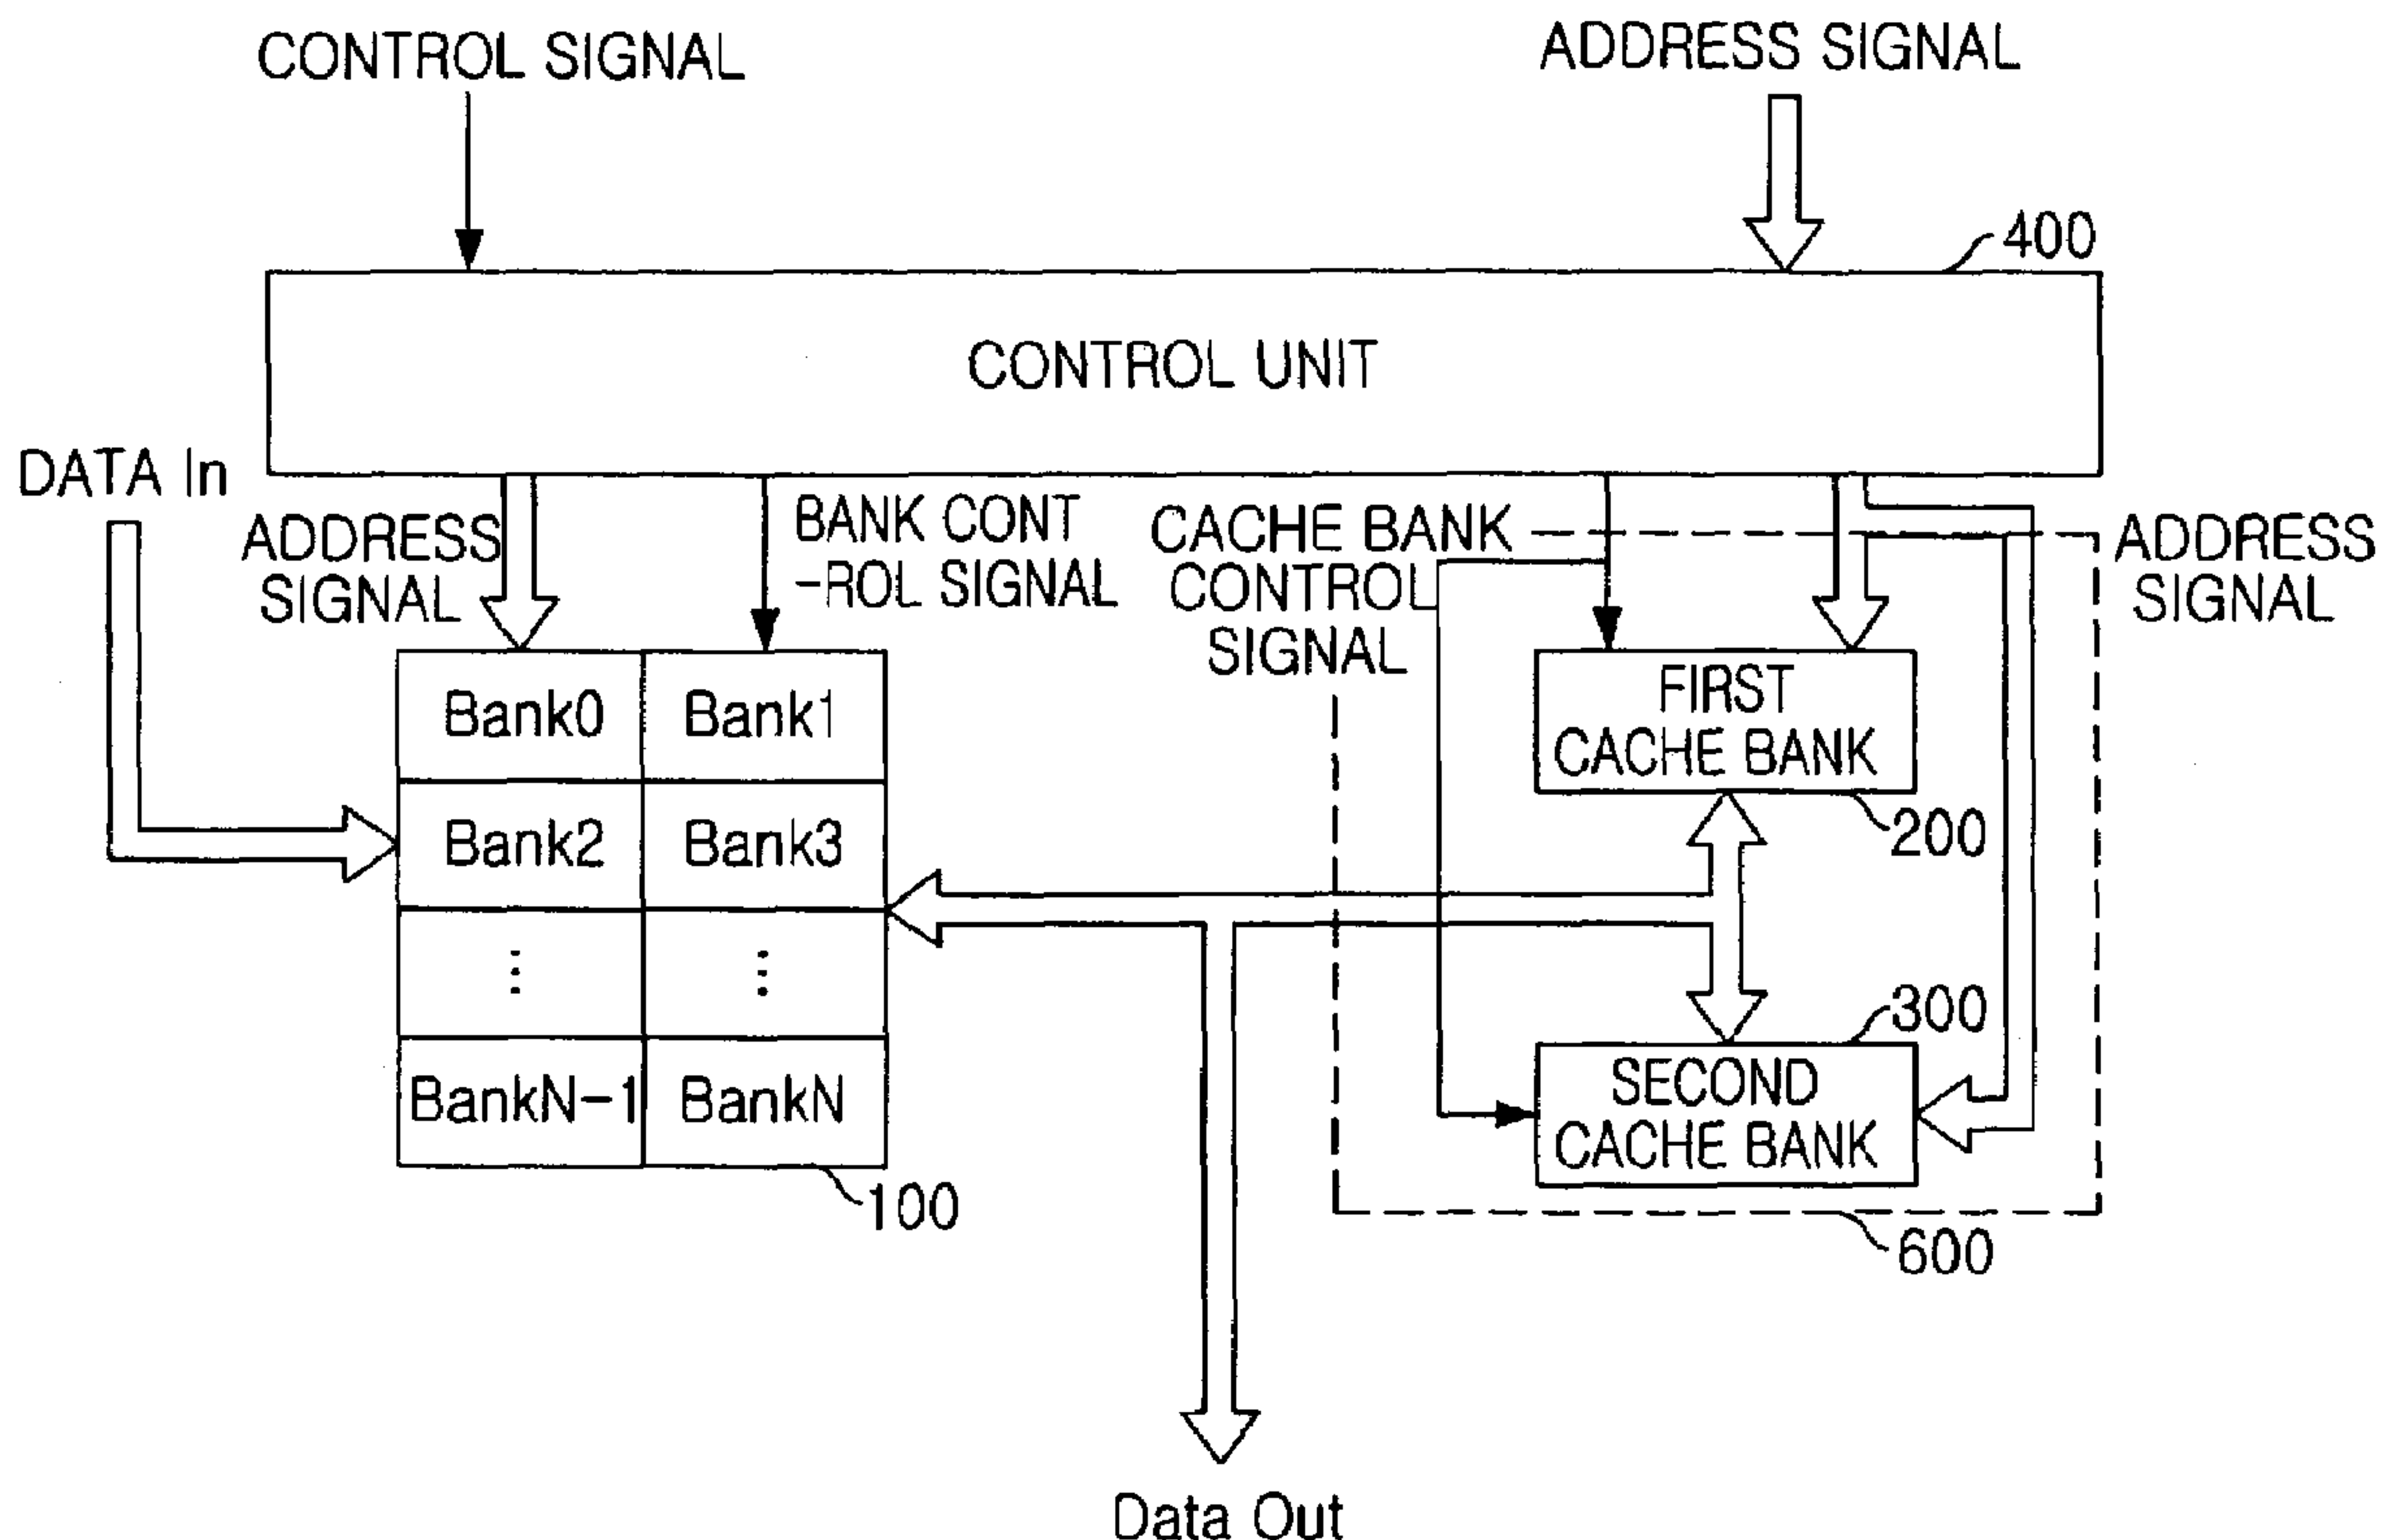 CONTROL SIGNAL
ADDRESS SIGNAL
400
CONTROL UNIT
DATA In
ADDRESS
SIGNAL
BANK CONT
-ROL SIGNAL
CACHE BANK
CONTROL
SIGNAL
ADDRESS
SIGNAL
Bank0
Bank1
Bank2
Bank3
⋮
⋮
BankN-1
BankN
100
FIRST
CACHE BANK
200
300
SECOND
CACHE BANK
600
Data Out